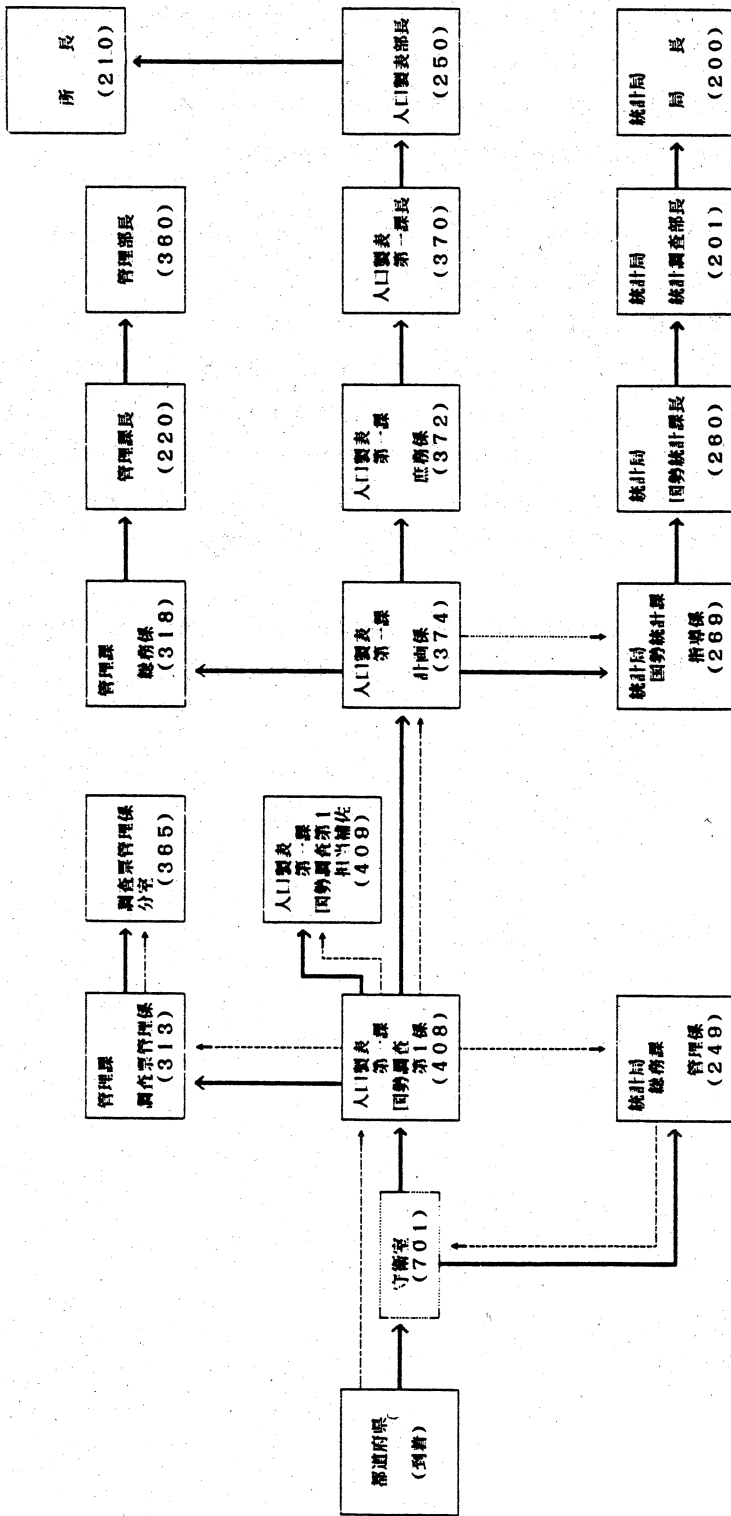 都道府県
(到着)
守衛室
(701)
人口製表
第一課
国勢調査
第1係
(408)
管理課
調査票管理係
(313)
調査票管理係
分室
(365)
人口製表
第一課
国勢調査第1
担当補佐
(409)
統計局
総務課
管理係
(249)
人口製表
第一課
計画係
(374)
管理課
総務係
(318)
管理課長
(220)
管理部長
(380)
人口製表
第一課
庶務係
(372)
人口製表
第一課長
(370)
人口製表部長
(250)
所長
(210)
統計局
国勢統計課
指導係
(269)
統計局
国勢統計課長
(260)
統計局
統計調査部長
(201)
統計局
局長
(200)